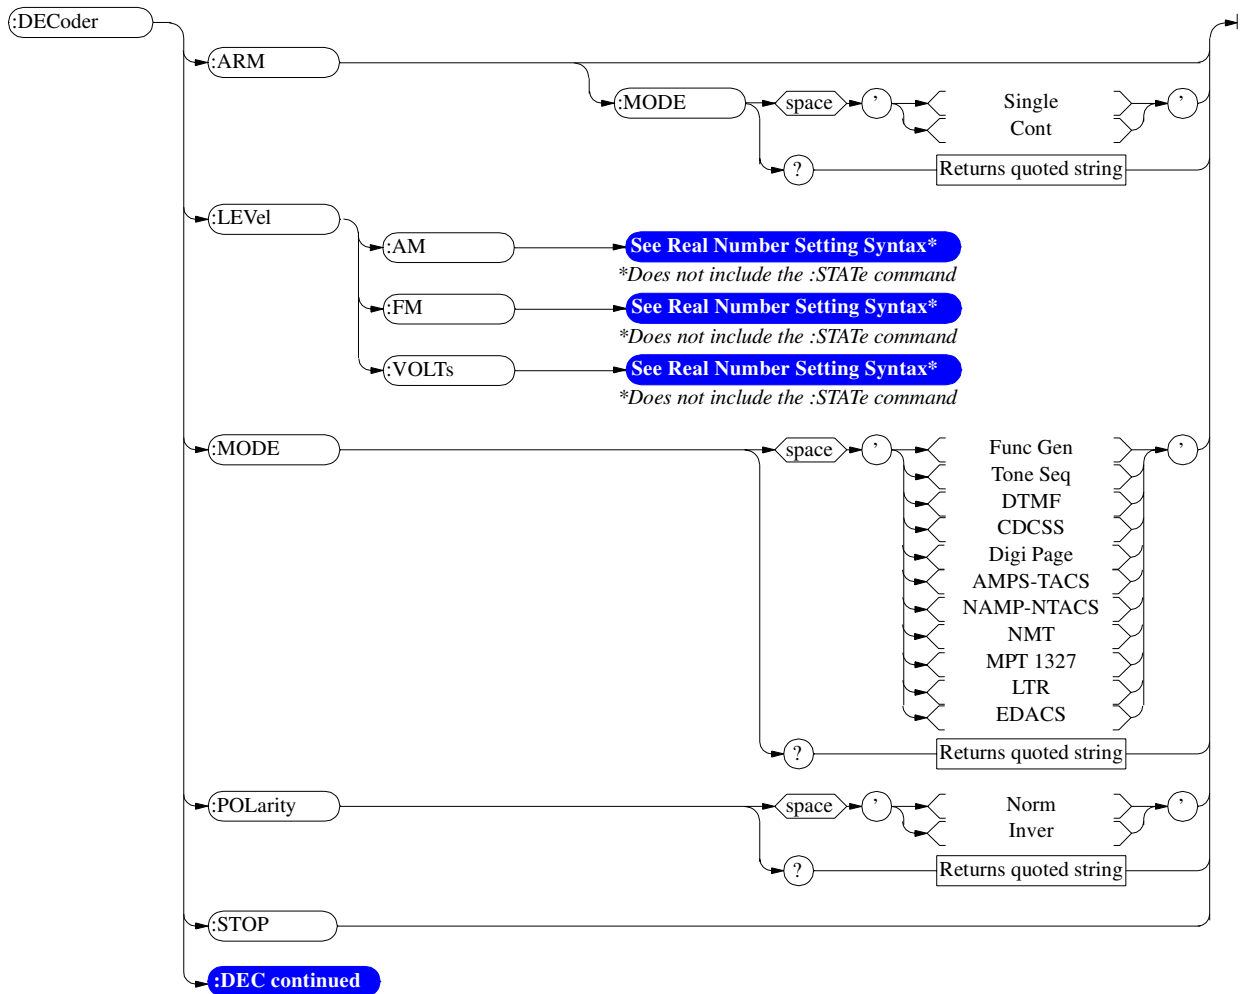 :DECoder
:ARM
:MODE space ' Single '
Cont
? Returns quoted string
:LEVel
:AM See Real Number Setting Syntax*
*Does not include the :STATe command
:FM See Real Number Setting Syntax*
*Does not include the :STATe command
:VOLTs See Real Number Setting Syntax*
*Does not include the :STATe command
:MODE space ' Func Gen '
Tone Seq
DTMF
CDCSS
Digi Page
AMPS-TACS
NAMP-NTACS
NMT
MPT 1327
LTR
EDACS
? Returns quoted string
:POLarity space ' Norm '
Inver
? Returns quoted string
:STOP
:DEC continued